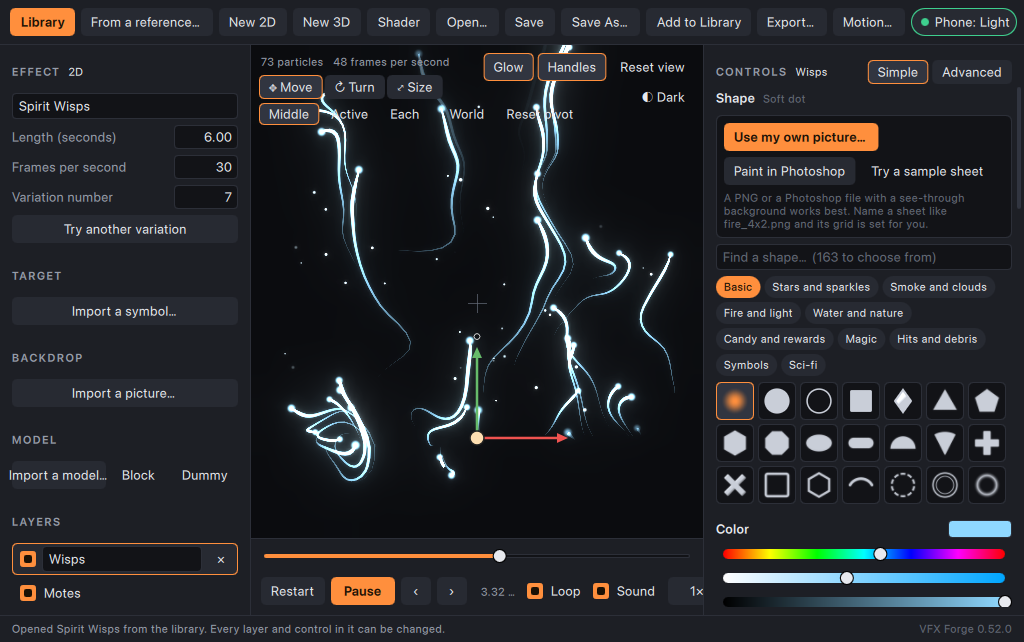 Library From a reference... New 2D New 3D Shader Open... Save Save As... Add to Library Export... Motion... Phone: Light
EFFECT 2D
Spirit Wisps
Length (seconds) 6.00
Frames per second 30
Variation number 7
Try another variation
TARGET
Import a symbol...
BACKDROP
Import a picture...
MODEL
Import a model... Block Dummy
LAYERS
Wisps ×
Motes
73 particles 48 frames per second
Glow Handles Reset view
Move Turn Size
Dark
Middle Active Each World Reset pivot
Restart Pause ‹ › 3.32 ... Loop Sound 1×
CONTROLS Wisps Simple Advanced
Shape Soft dot
Use my own picture...
Paint in Photoshop Try a sample sheet
A PNG or a Photoshop file with a see-through
background works best. Name a sheet like
fire_4x2.png and its grid is set for you.
Find a shape... (163 to choose from)
Basic Stars and sparkles Smoke and clouds
Fire and light Water and nature
Candy and rewards Magic Hits and debris
Symbols Sci-fi
Color
Opened Spirit Wisps from the library. Every layer and control in it can be changed.
VFX Forge 0.52.0